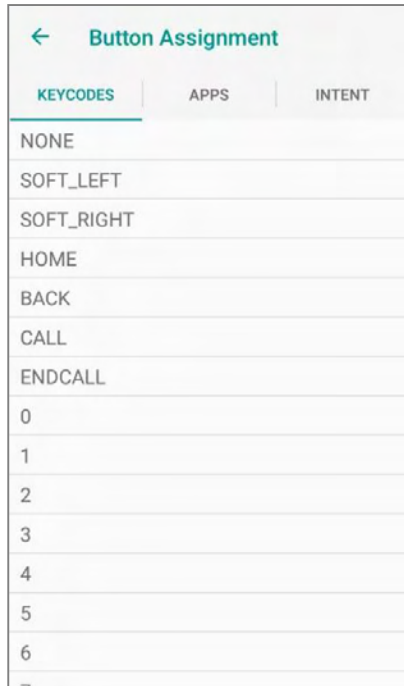 Button Assignment
KEYCODES APPS INTENT
NONE
SOFT_LEFT
SOFT_RIGHT
HOME
BACK
CALL
ENDCALL
0
1
2
3
4
5
6